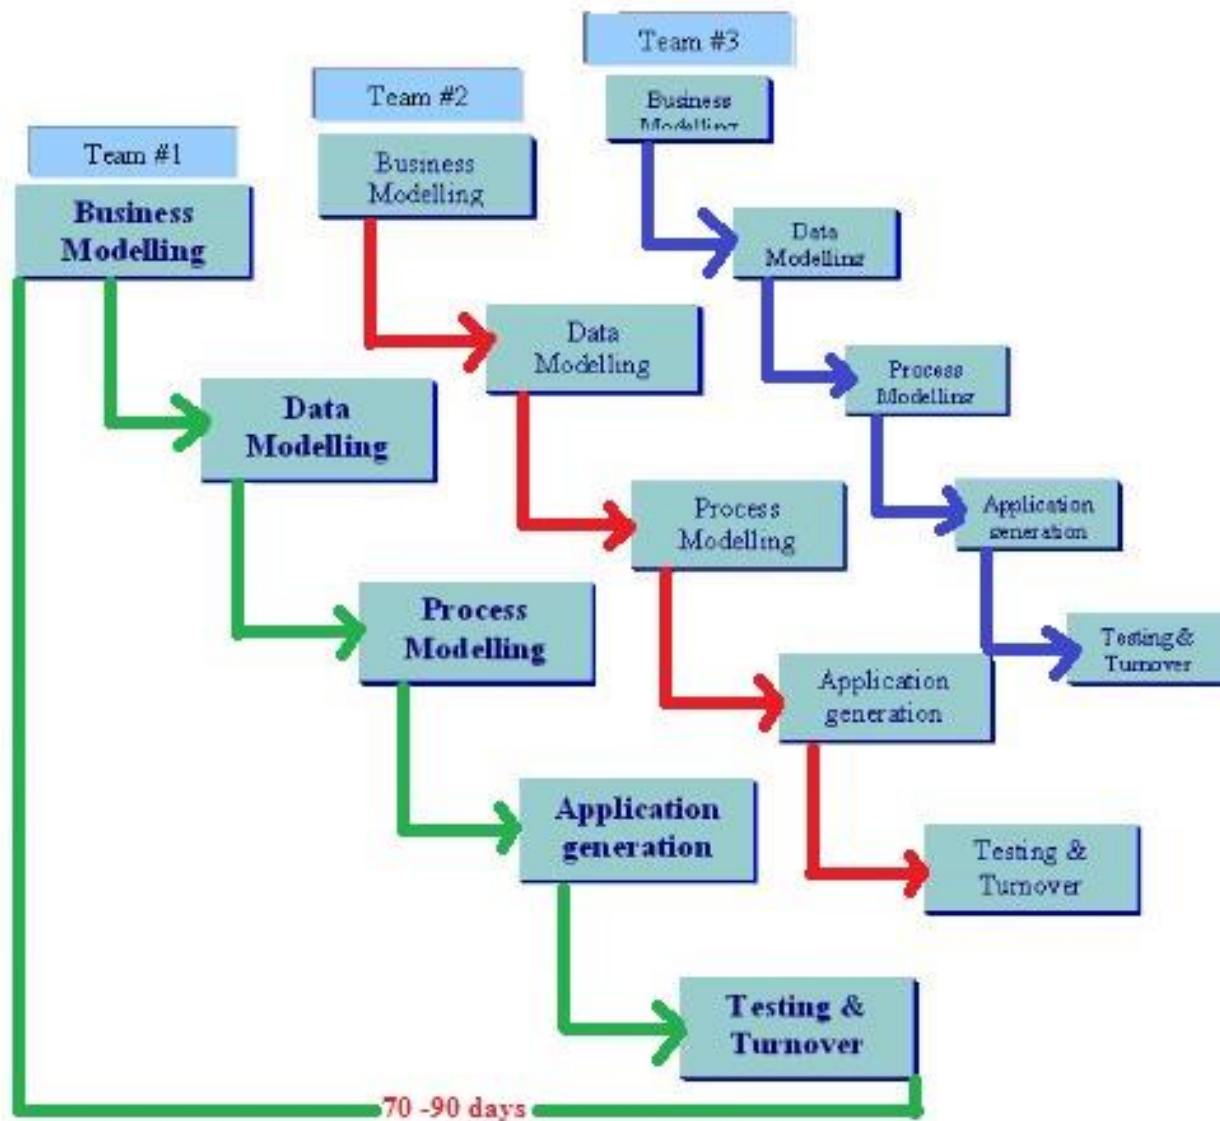 Team #1
Business
Modelling
Data
Modelling
Process
Modelling
Application
generation
Testing &
Turnover
70 -90 days
Team #2
Business
Modelling
Data
Modelling
Process
Modelling
Application
generation
Testing &
Turnover
Team #3
Business
Modelling
Data
Modelling
Process
Modelling
Application
generation
Testing&
Turnover